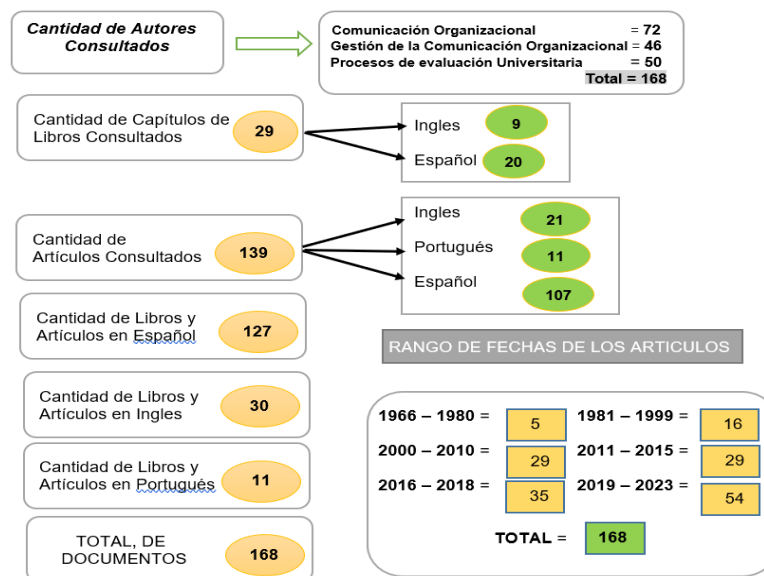 Cantidad de Autores
Consultados
Comunicación Organizacional = 72
Gestión de la Comunicación Organizacional = 46
Procesos de evaluación Universitaria = 50
Total = 168
Cantidad de Capítulos de
Libros Consultados
29
Ingles 9
Español 20
Cantidad de
Artículos Consultados
139
Ingles 21
Portugués 11
Español 107
Cantidad de Libros y
Artículos en Español
127
RANGO DE FECHAS DE LOS ARTICULOS
Cantidad de Libros y
Artículos en Ingles
30
Cantidad de Libros y
Artículos en Portugués
11
TOTAL, DE
DOCUMENTOS
168
1966 – 1980 = 5 1981 – 1999 = 16
2000 – 2010 = 29 2011 – 2015 = 29
2016 – 2018 = 35 2019 – 2023 = 54
TOTAL = 168